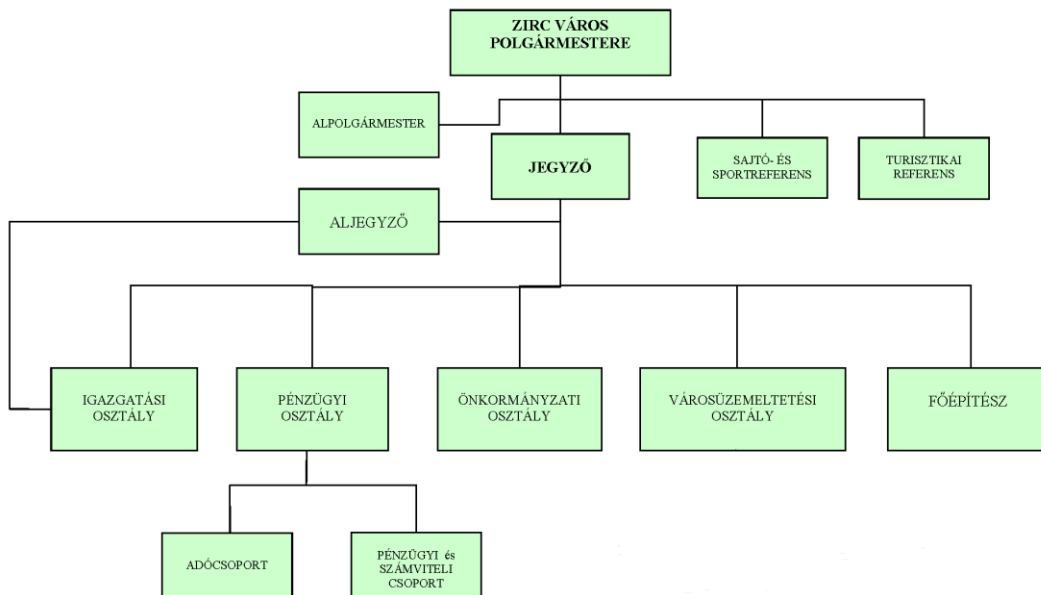 ZIRC VÁROS
POLGÁRMESTERE
ALPOLGÁRMESTER
JEGYZŐ
SAJTÓ- ÉS
SPORTREFERENS
TURISZTIKAI
REFERENS
ALJEGYZŐ
IGAZGATÁSI
OSZTÁLY
PÉNZÜGYI
OSZTÁLY
ÖNKORMÁNYZATI
OSZTÁLY
VÁROSÜZEMELTETÉSI
OSZTÁLY
FŐÉPÍTÉSZ
ADÓCSOPORT
PÉNZÜGYI és
SZÁMVITELI
CSOPORT